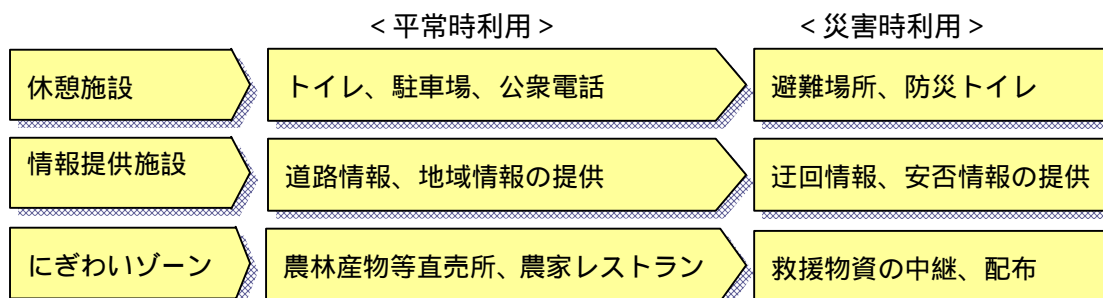 <平常時利用> <災害時利用>
休憩施設 トイレ、駐車場、公衆電話 避難場所、防災トイレ
情報提供施設 道路情報、地域情報の提供 迂回情報、安否情報の提供
にぎわいゾーン 農林産物等直売所、農家レストラン 救援物資の中継、配布